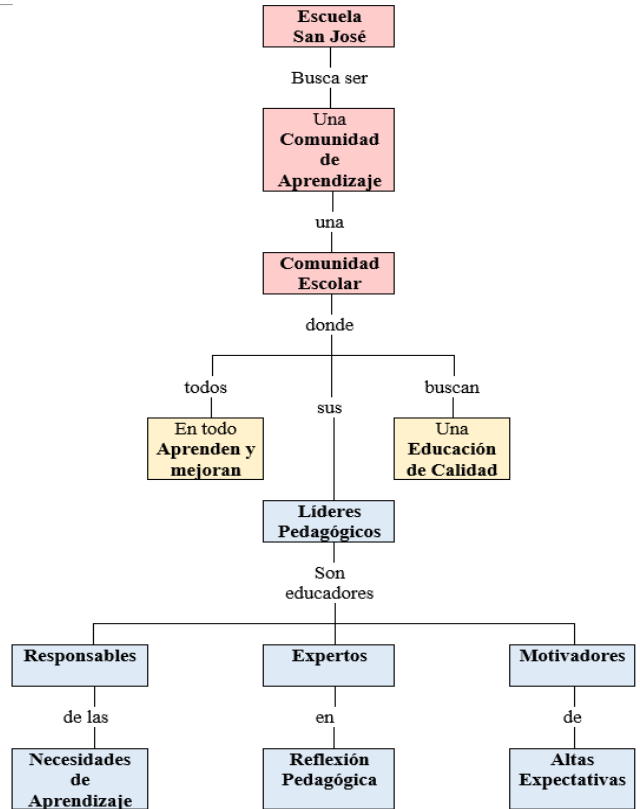 Escuela
San José
Busca ser
Una
Comunidad
de
Aprendizaje
una
Comunidad
Escolar
donde
todos
sus
buscan
En todo
Aprenden y
mejoran
Una
Educación
de Calidad
Líderes
Pedagógicos
Son
educadores
Responsables
Expertos
Motivadores
de las
en
de
Necesidades
de
Aprendizaje
Reflexión
Pedagógica
Altas
Expectativas